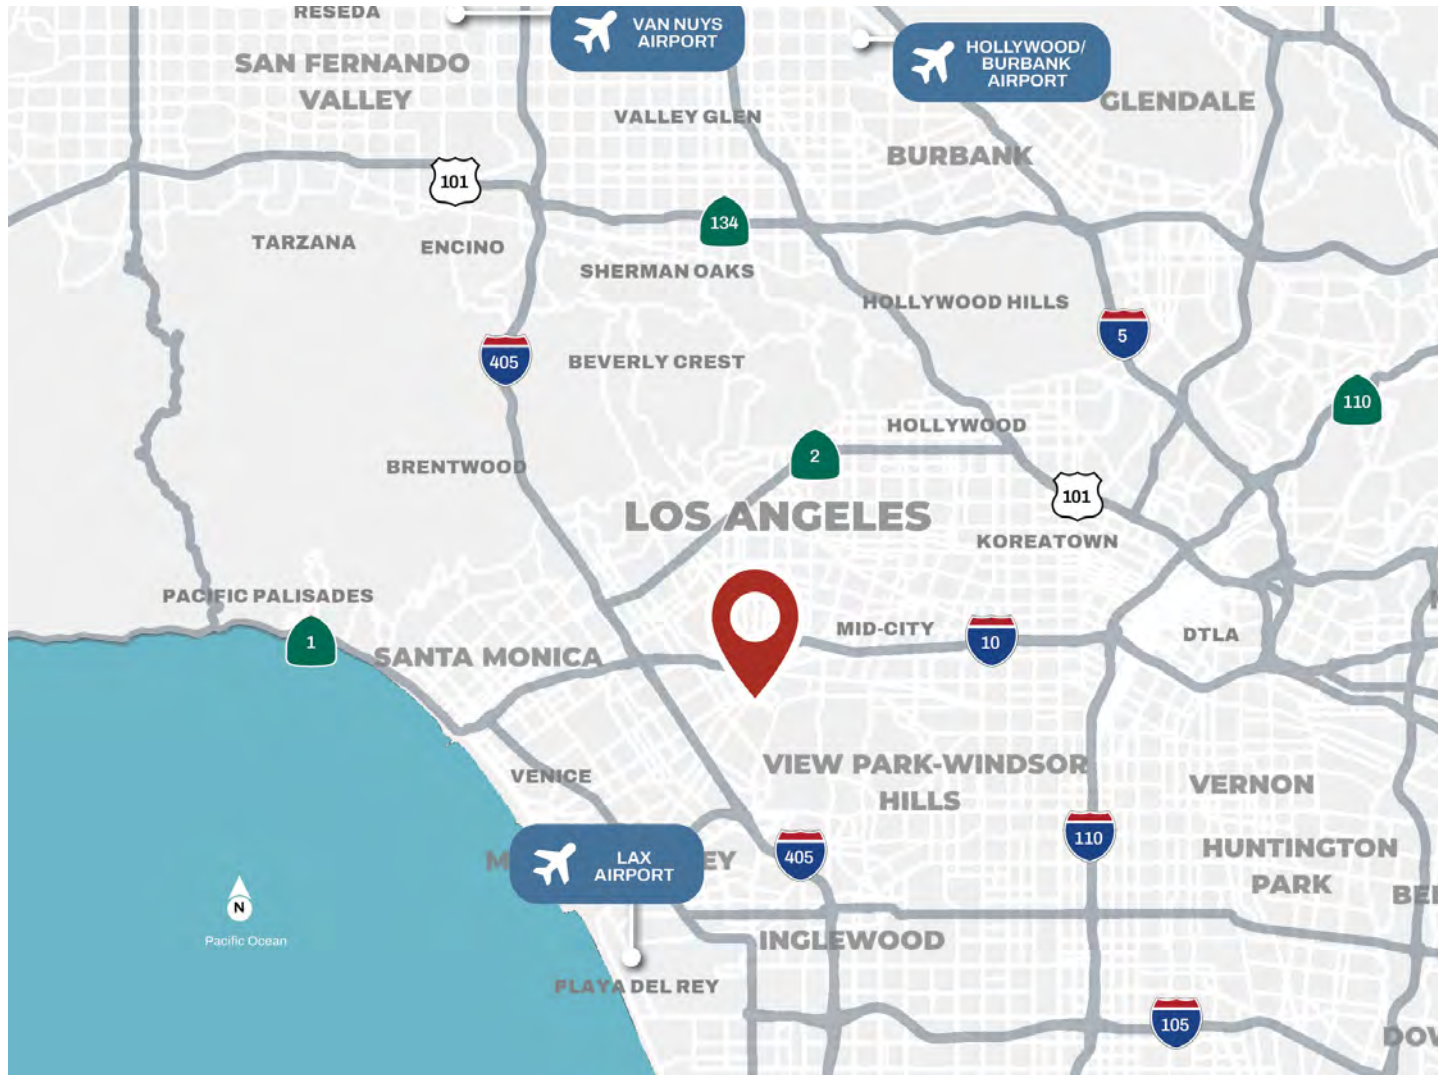 RESEDA
VAN NUYS
AIRPORT
HOLLYWOOD/
BURBANK
AIRPORT
SAN FERNANDO
VALLEY
GLENDALE
VALLEY GLEN
BURBANK
101
134
TARZANA
ENCINO
SHERMAN OAKS
HOLLYWOOD HILLS
5
405
BEVERLY CREST
110
HOLLYWOOD
2
BRENTWOOD
101
LOS ANGELES
KOREATOWN
PACIFIC PALISADES
1
MID-CITY
10
DTLA
SANTA MONICA
VENICE
VIEW PARK-WINDSOR
HILLS
VERNON
110
405
HUNTINGTON
PARK
LAX
AIRPORT
M
EY
BE
N
Pacific Ocean
INGLEWOOD
PLAYA DEL REY
105
DOW